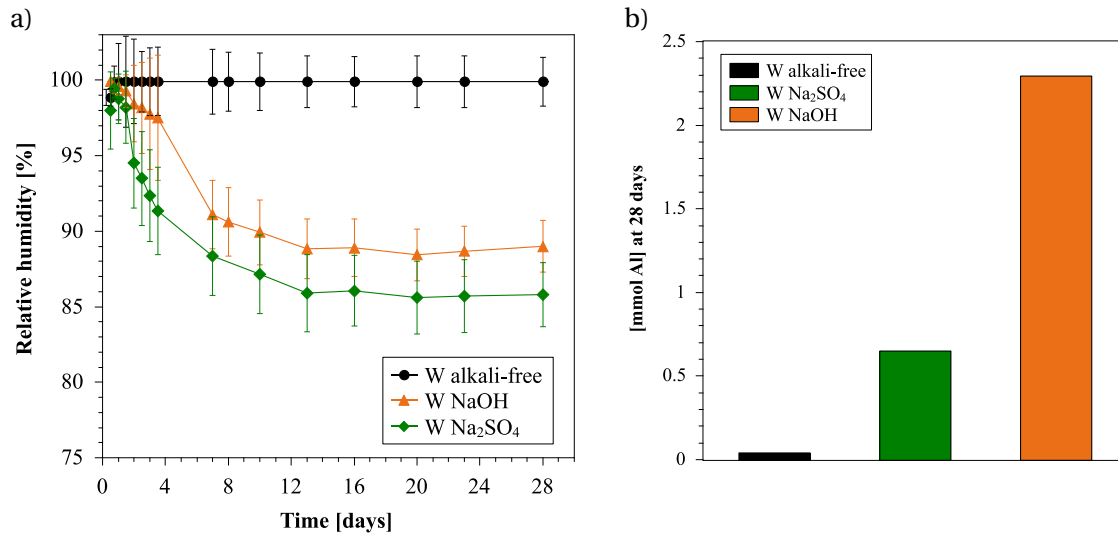 a)
Relative humidity [%]
100
95
90
85
80
75
0 4 8 12 16 20 24 28
Time [days]
W alkali-free
W NaOH
W Na₂SO₄
b)
[mmol Al] at 28 days
2.5
2
1.5
1
0.5
0
W alkali-free
W Na₂SO₄
W NaOH